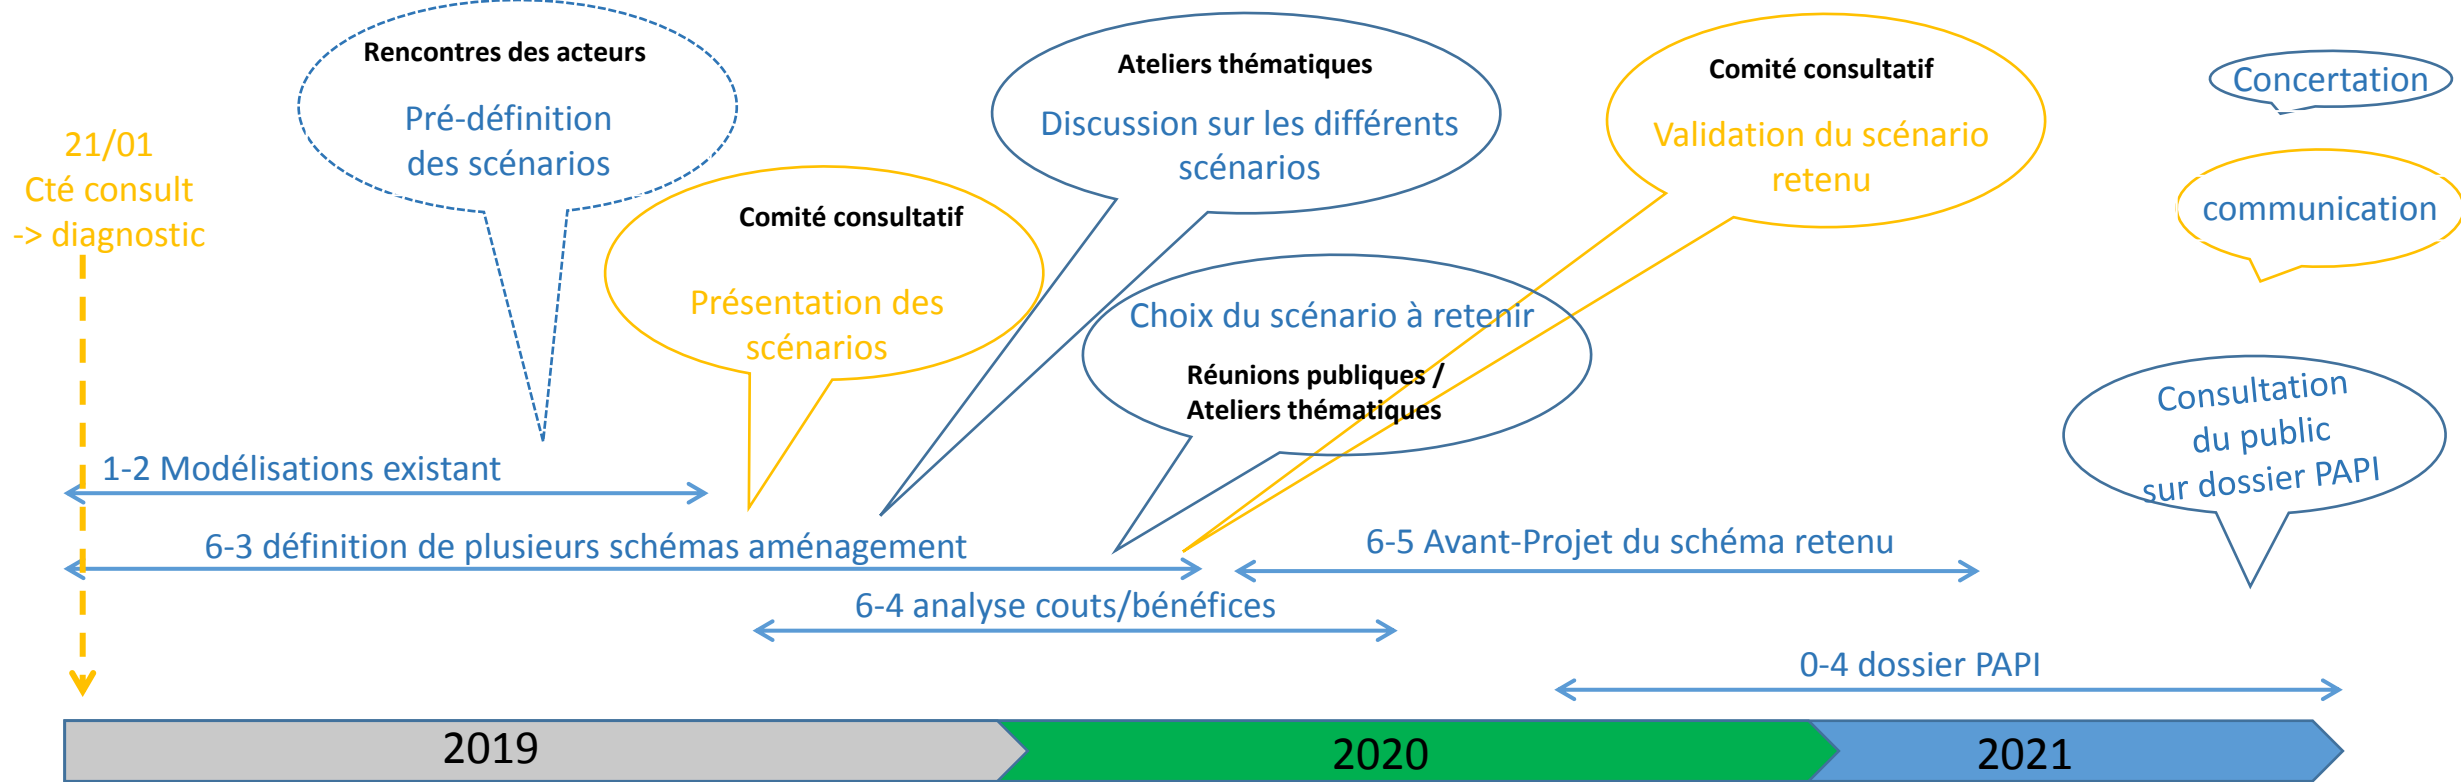 21/01
Cté consult
-> diagnostic
Rencontres des acteurs
Pré-définition
des scénarios
Comité consultatif
Présentation des
scénarios
Ateliers thématiques
Discussion sur les différents
scénarios
Choix du scénario à retenir
Réunions publiques /
Ateliers thématiques
Comité consultatif
Validation du scénario
retenu
Concertation
communication
Consultation
du public
sur dossier PAPI
1-2 Modélisations existant
6-3 définition de plusieurs schémas aménagement
6-5 Avant-Projet du schéma retenu
6-4 analyse couts/bénéfices
0-4 dossier PAPI
2019
2020
2021